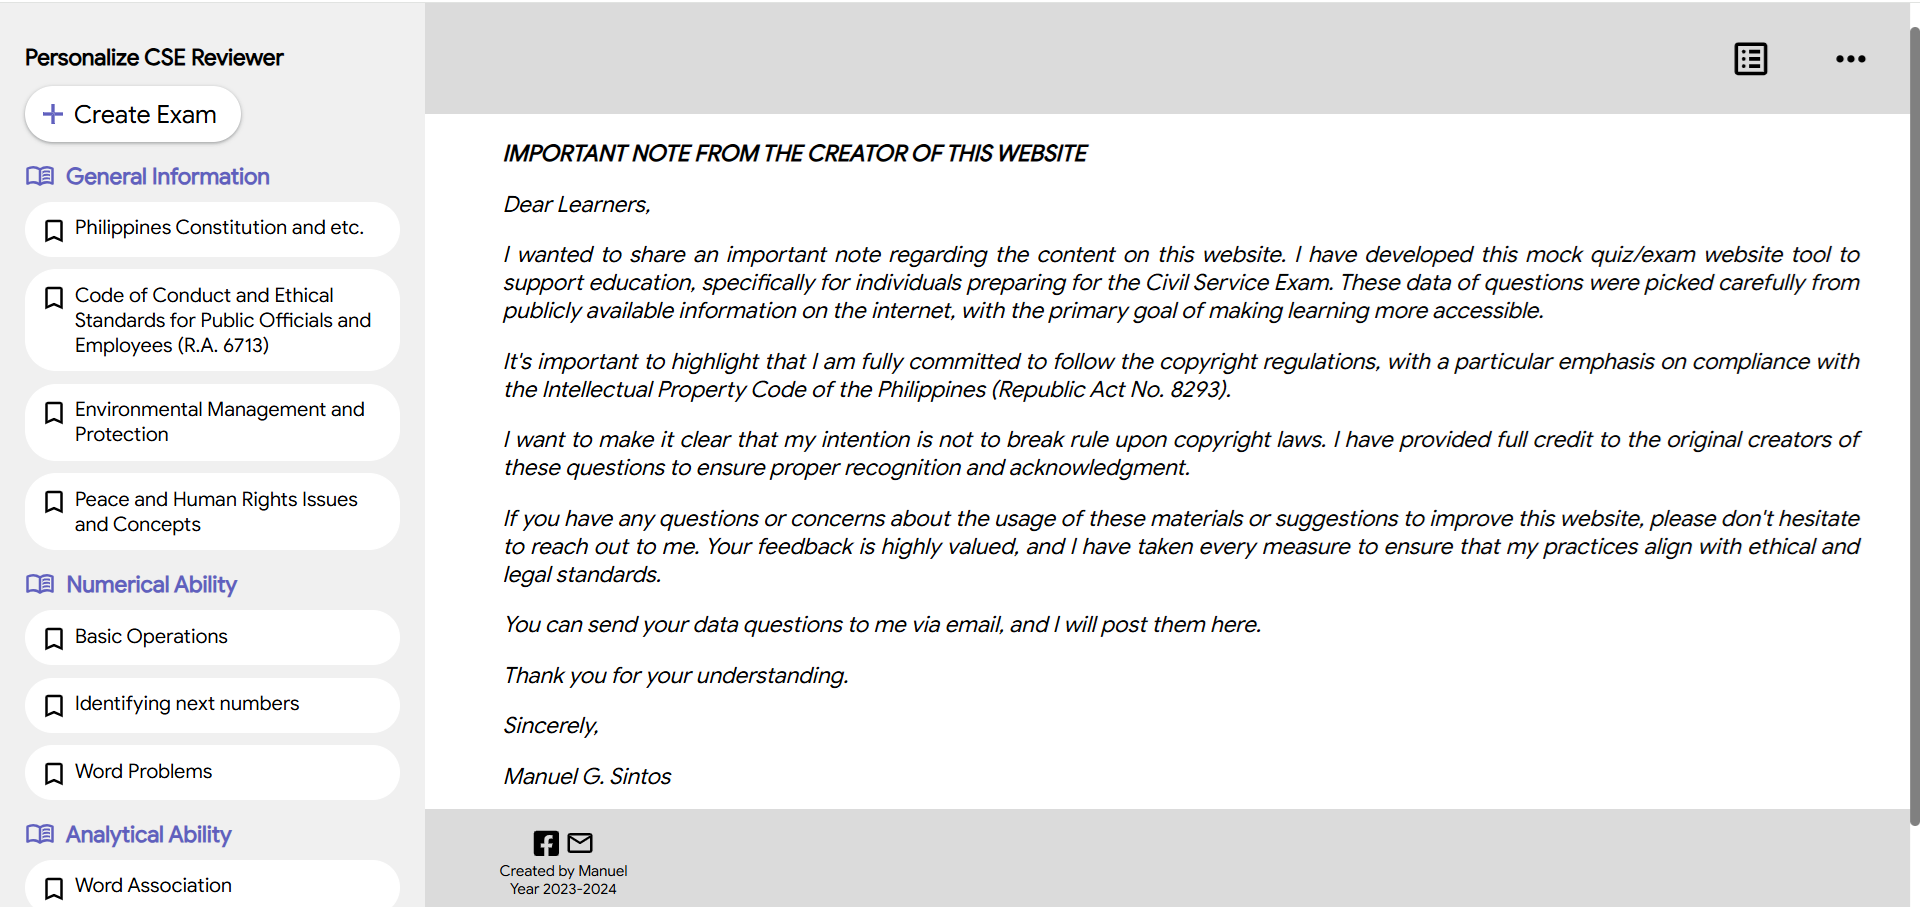 Personalize CSE Reviewer
Create Exam
General Information
Philippines Constitution and etc.
Code of Conduct and Ethical
Standards for Public Officials and
Employees (R.A. 6713)
Environmental Management and
Protection
Peace and Human Rights Issues
and Concepts
Numerical Ability
Basic Operations
Identifying next numbers
Word Problems
Analytical Ability
Word Association
IMPORTANT NOTE FROM THE CREATOR OF THIS WEBSITE
Dear Learners,
I wanted to share an important note regarding the content on this website. I have developed this mock quiz/exam website tool to
support education, specifically for individuals preparing for the Civil Service Exam. These data of questions were picked carefully from
publicly available information on the internet, with the primary goal of making learning more accessible.
It's important to highlight that I am fully committed to follow the copyright regulations, with a particular emphasis on compliance with
the Intellectual Property Code of the Philippines (Republic Act No. 8293).
I want to make it clear that my intention is not to break rule upon copyright laws. I have provided full credit to the original creators of
these questions to ensure proper recognition and acknowledgment.
If you have any questions or concerns about the usage of these materials or suggestions to improve this website, please don't hesitate
to reach out to me. Your feedback is highly valued, and I have taken every measure to ensure that my practices align with ethical and
legal standards.
You can send your data questions to me via email, and I will post them here.
Thank you for your understanding.
Sincerely,
Manuel G. Sintos
Created by Manuel
Year 2023-2024